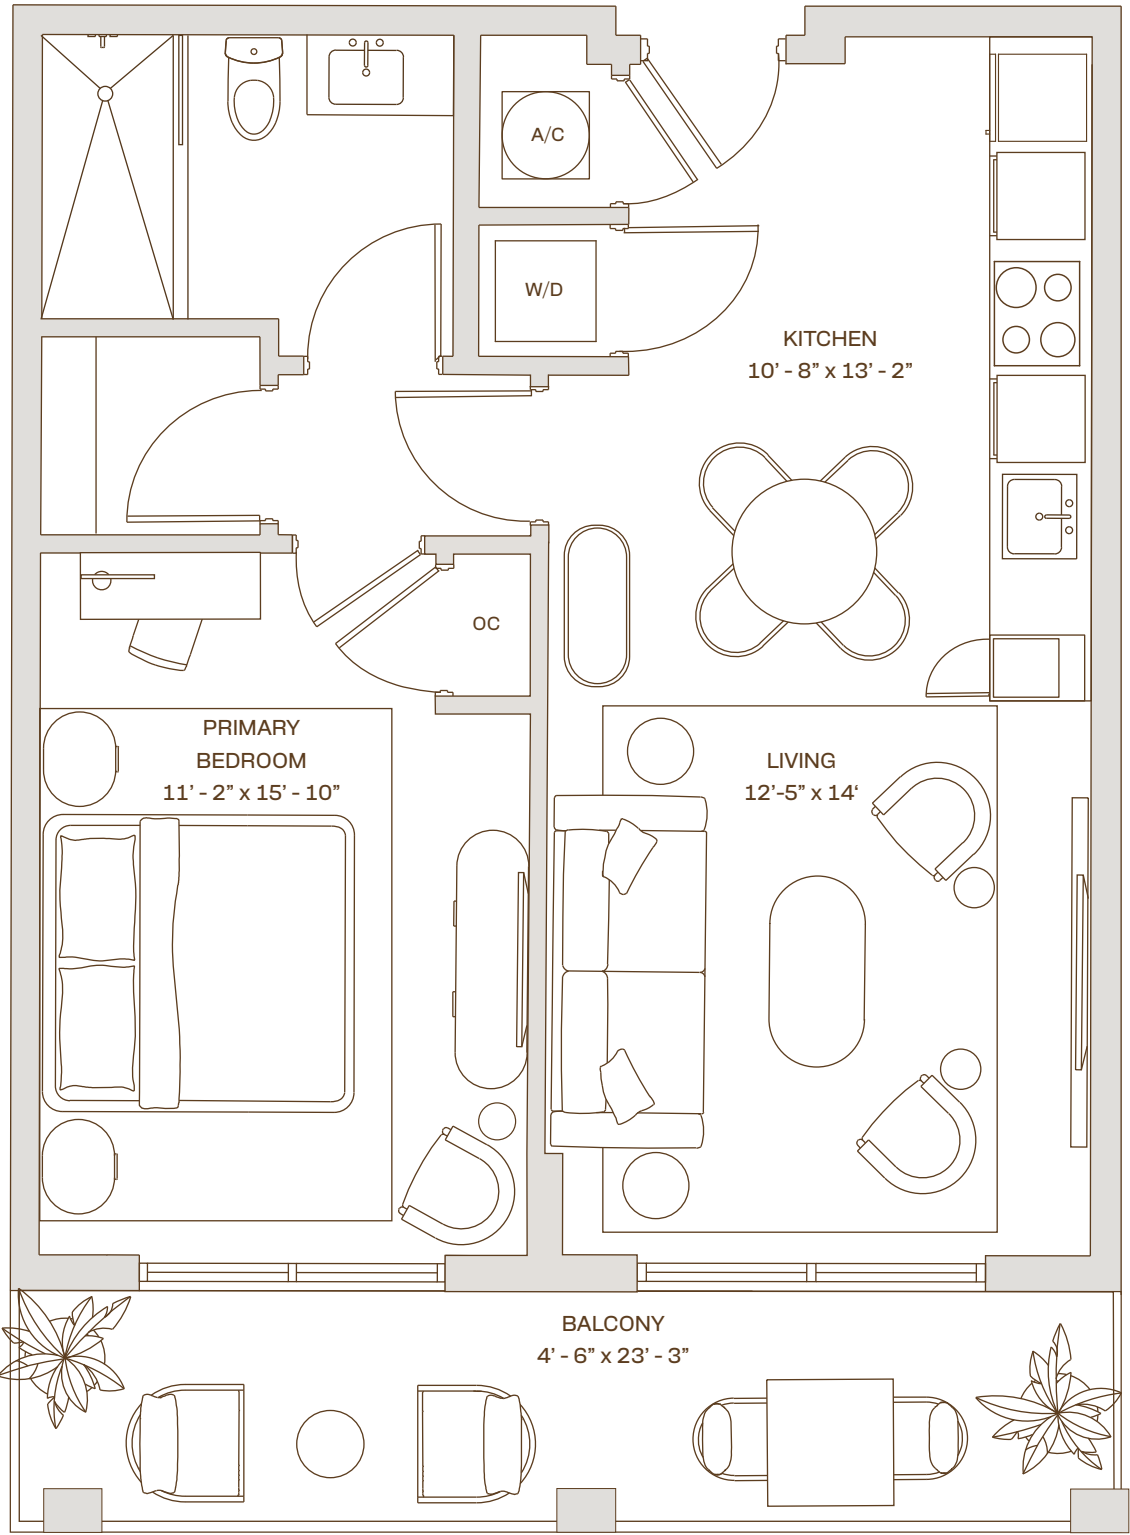 A/C
W/D
KITCHEN
10’ - 8” x 13’ - 2”
OC
PRIMARY
BEDROOM
11’ - 2” x 15’ - 10”
LIVING
12’-5” x 14‘
BALCONY
4’ - 6” x 23’ - 3”